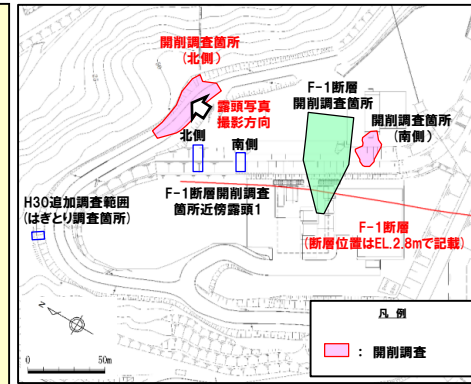 開削調査箇所
(北側)
F-1断層
開削調査箇所
露頭写真
撮影方向
開削調査箇所
(南側)
北側
南側
H30追加調査範囲
(はぎとり調査箇所)
F-1断層開削調査
箇所近傍露頭1
F-1断層
(断層位置はEL.2.8mで記載)
N
凡 例
: 開削調査
0
50m